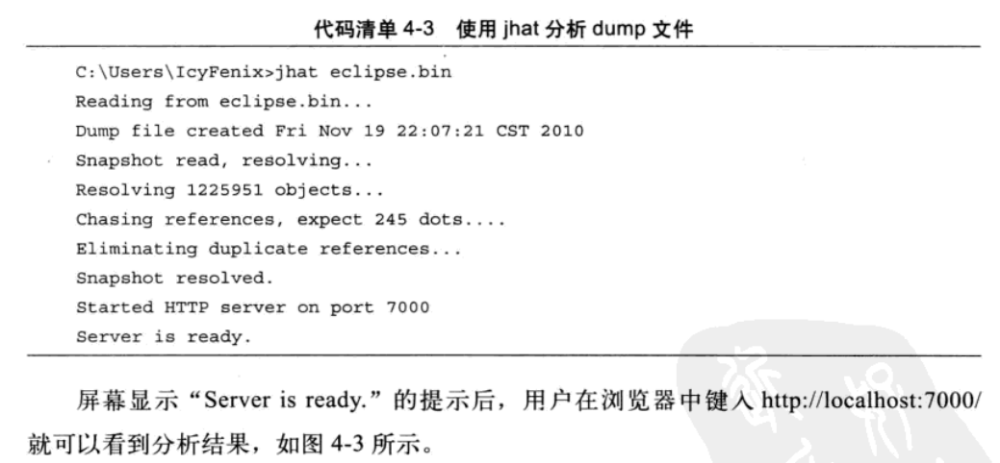 代码清单 4-3 使用 jhat 分析 dump 文件
C:\Users\IcyFenix>jhat eclipse.bin
Reading from eclipse.bin...
Dump file created Fri Nov 19 22:07:21 CST 2010
Snapshot read, resolving...
Resolving 1225951 objects...
Chasing references, expect 245 dots....
Eliminating duplicate references...
Snapshot resolved.
Started HTTP server on port 7000
Server is ready.
屏幕显示“Server is ready.”的提示后，用户在浏览器中键入 http://localhost:7000/
就可以看到分析结果，如图 4-3 所示。